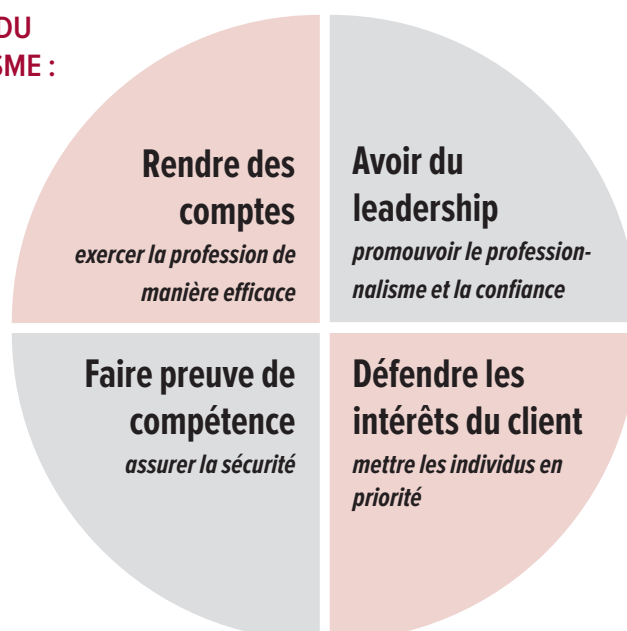 DU
SME :
Rendre des
comptes
exercer la profession de
manière efficace
Avoir du
leadership
promouvoir le profession-
nalisme et la confiance
Faire preuve de
compétence
assurer la sécurité
Défendre les
intérêts du client
mettre les individus en
priorité